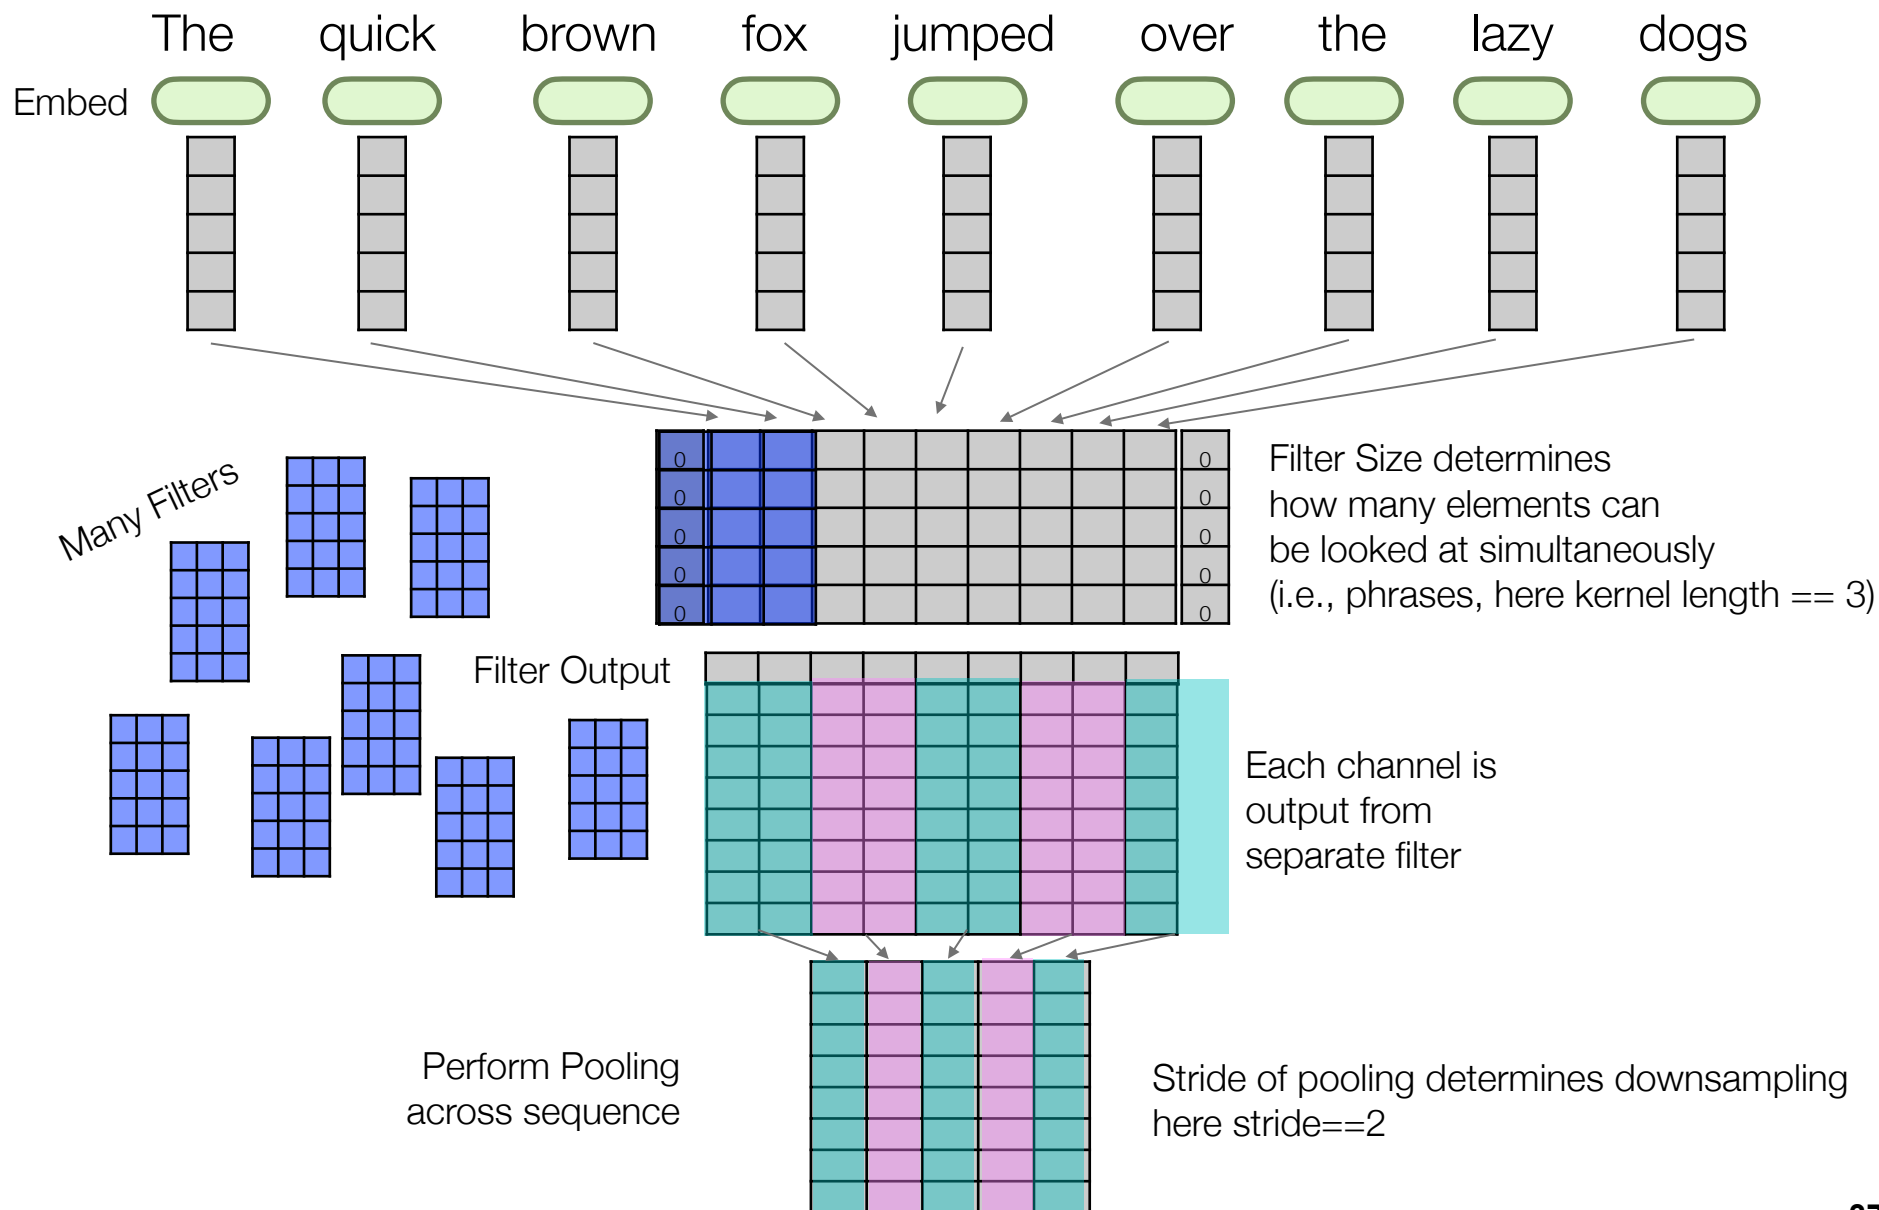 The quick brown fox jumped over the lazy dogs
Embed
Many Filters
0 0
0 0
0 0
0 0
0 0
Filter Size determines
how many elements can
be looked at simultaneously
(i.e., phrases, here kernel length == 3)
Filter Output
Each channel is
output from
separate filter
Perform Pooling
across sequence
Stride of pooling determines downsampling
here stride==2